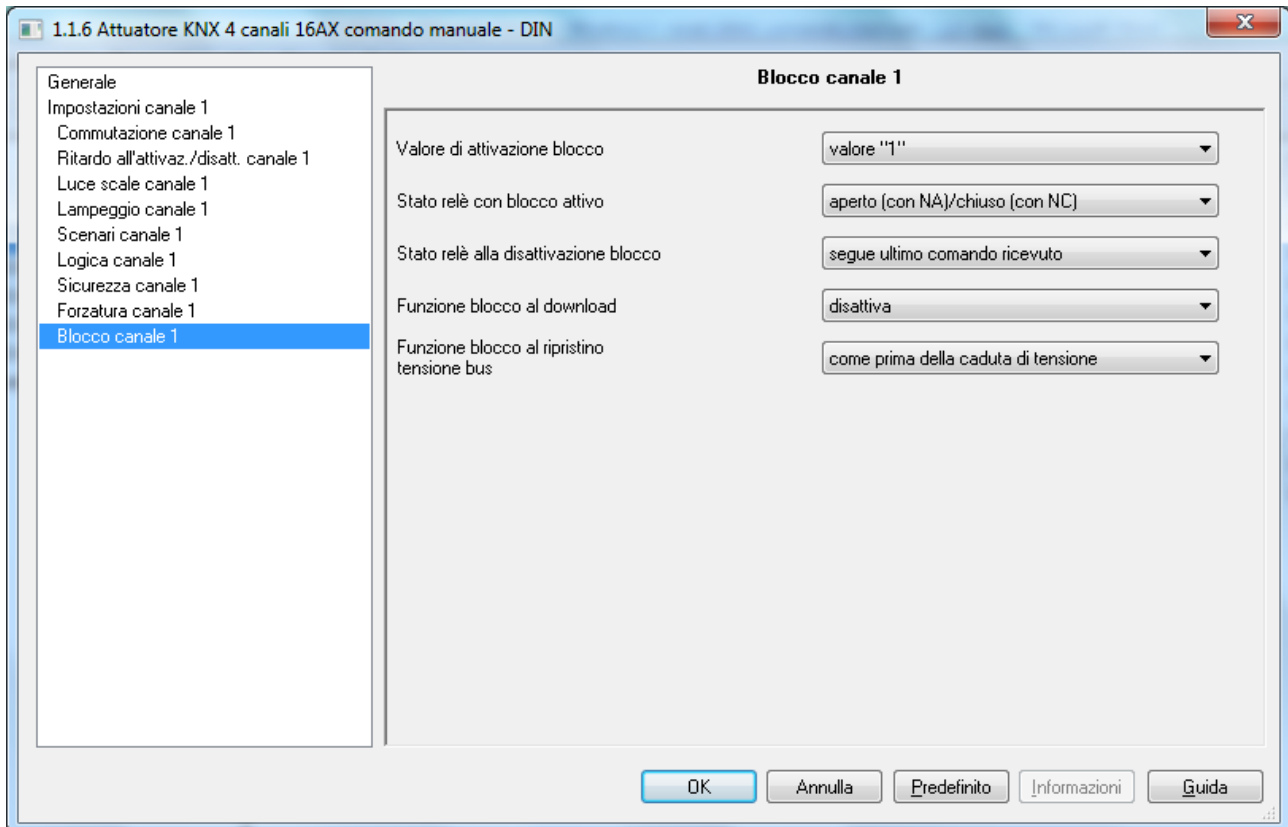 1.1.6 Attuatore KNX 4 canali 16AX comando manuale - DIN
Generale
Impostazioni canale 1
Commutazione canale 1
Ritardo all'attivaz./disatt. canale 1
Luce scale canale 1
Lampeggio canale 1
Scenari canale 1
Logica canale 1
Sicurezza canale 1
Forzatura canale 1
Blocco canale 1
Blocco canale 1
Valore di attivazione blocco
valore "1"
Stato relè con blocco attivo
aperto (con NA)/chiuso (con NC)
Stato relè alla disattivazione blocco
segue ultimo comando ricevuto
Funzione blocco al download
disattiva
Funzione blocco al ripristino
tensione bus
come prima della caduta di tensione
OK
Annulla
Predefinito
Informazioni
Guida